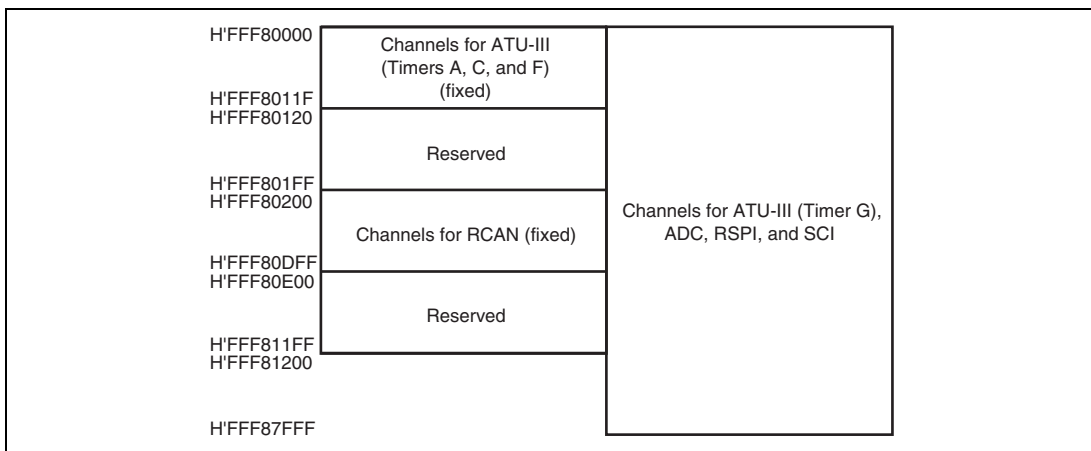 H'FFF80000
Channels for ATU-III
(Timers A, C, and F)
(fixed)
H'FFF8011F
H'FFF80120
Reserved
H'FFF801FF
H'FFF80200
Channels for RCAN (fixed)
H'FFF80DFF
H'FFF80E00
Reserved
H'FFF811FF
H'FFF81200
H'FFF87FFF
Channels for ATU-III (Timer G),
ADC, RSPI, and SCI